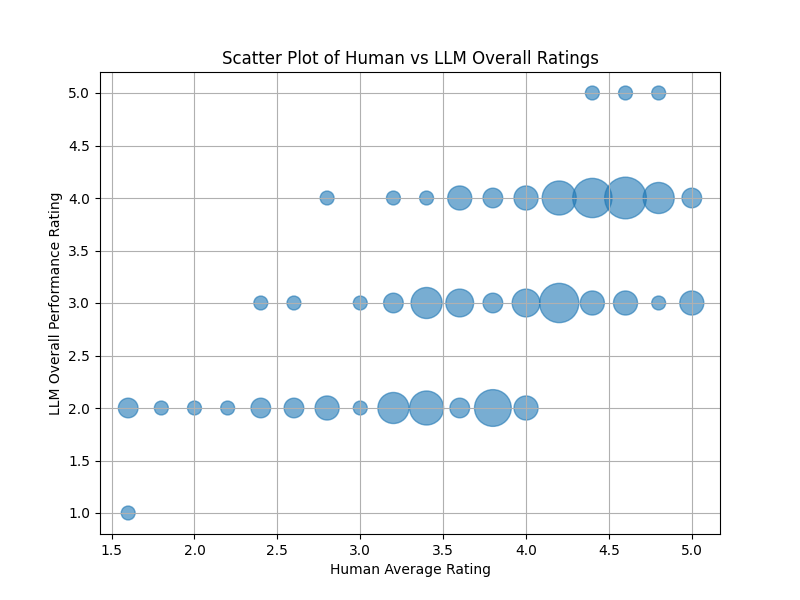 Scatter Plot of Human vs LLM Overall Ratings
LLM Overall Performance Rating
5.0
4.5
4.0
3.5
3.0
2.5
2.0
1.5
1.0
1.5 2.0 2.5 3.0 3.5 4.0 4.5 5.0
Human Average Rating